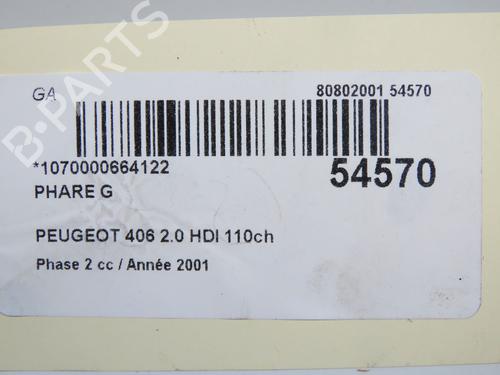 B-PARTS
GA
80802001 54570
*1070000664122
54570
PHARE G
PEUGEOT 406 2.0 HDI 110ch
Phase 2 cc / Année 2001